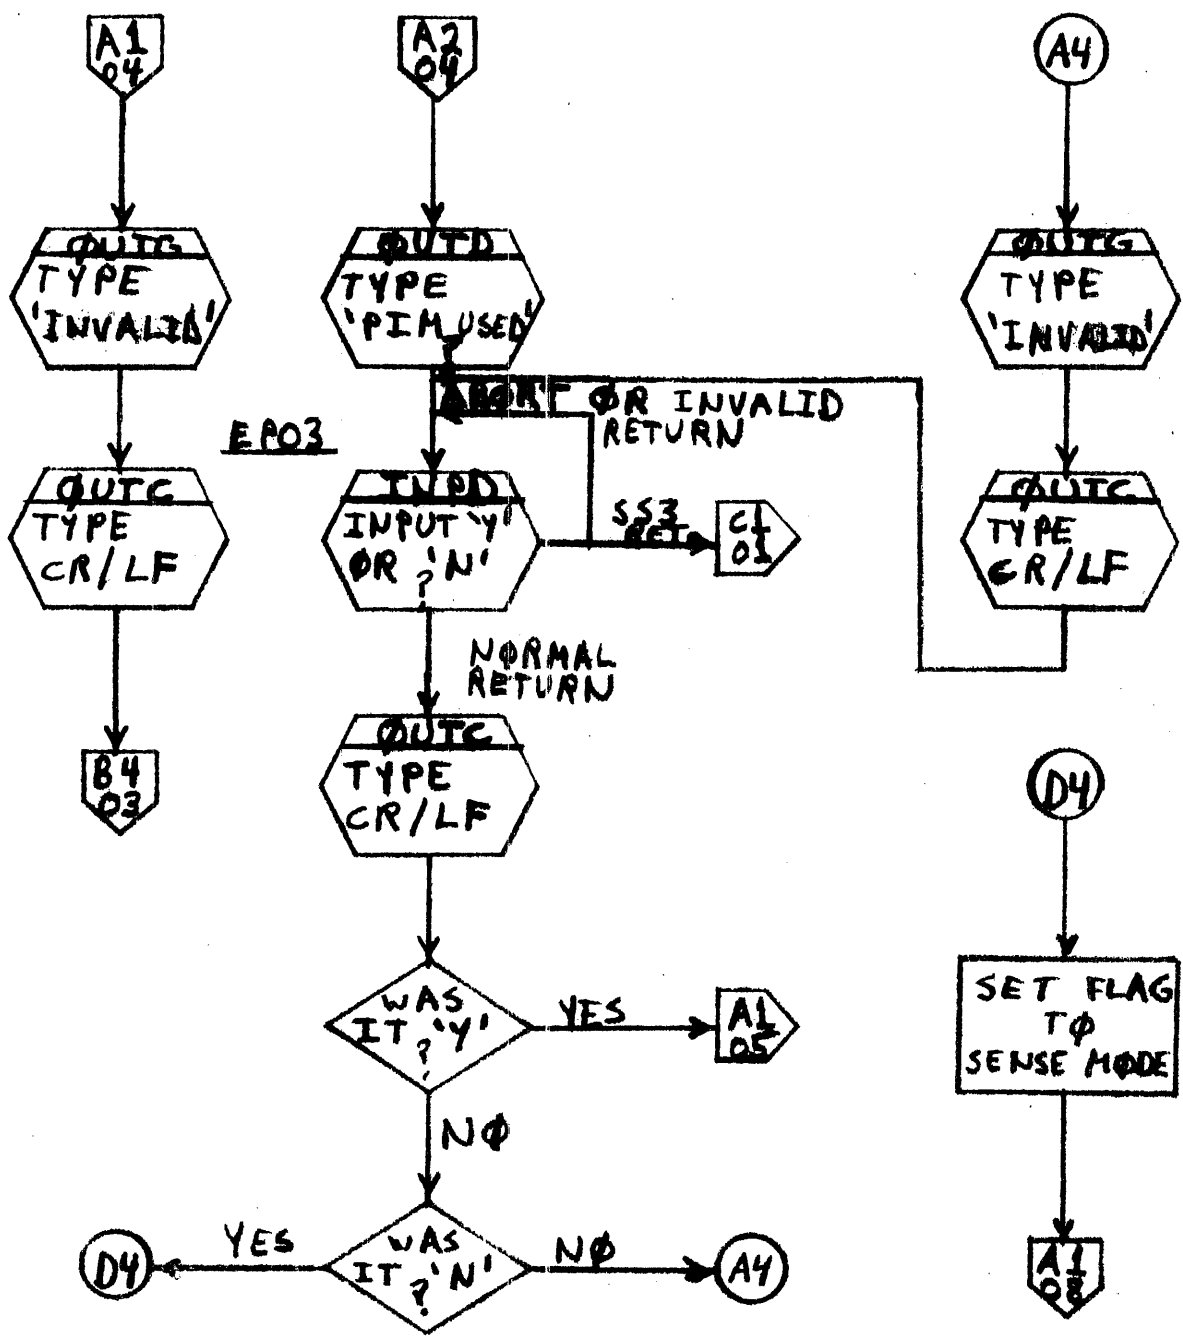 A1
04
ØUTG
TYPE
'INVALID'
ØUTC
TYPE
CR/LF
B4
03
A2
04
ØUTD
TYPE
'PIM USED'
?
ABORT ØR INVALID
RETURN
EP03
INPD
INPUT 'Y'
ØR 'N'
?
SS3
RET.
C1
01
NØRMAL
RETURN
ØUTC
TYPE
CR/LF
WAS
IT 'Y'
?
YES
A1
05
NØ
WAS
IT 'N'
?
YES
D4
NØ
A4
A4
ØUTG
TYPE
'INVALID'
ØUTC
TYPE
CR/LF
D4
SET FLAG
TØ
SENSE MØDE
A1
08